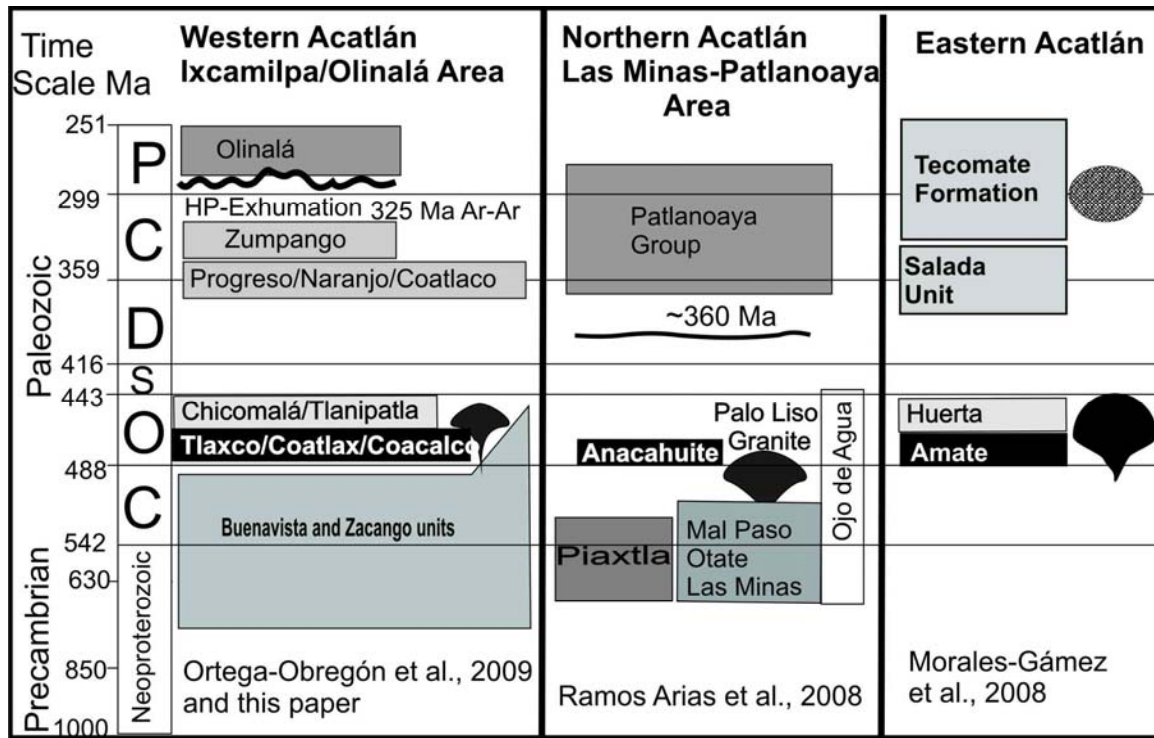 Time
Scale Ma
Western Acatlán
Ixcamilpa/Olinalá Area
Northern Acatlán
Las Minas-Patlanoaya
Area
Eastern Acatlán
Paleozoic
Precambrian
Neoproterozoic
251
299
359
416
443
488
542
630
850
1000
P
C
D
S
O
C
Olinalá
HP-Exhumation 325 Ma Ar-Ar
Zumpango
Progreso/Naranjo/Coatlaco
Chicomalá/Tlanipatla
Tlaxco/Coatlax/Coacalco
Buenavista and Zacango units
Ortega-Obregón et al., 2009
and this paper
Patlanoaya
Group
~360 Ma
Palo Liso
Granite
Anacahuite
Ojo de Agua
Piaxtla
Mal Paso
Otate
Las Minas
Ramos Arias et al., 2008
Tecomate
Formation
Salada
Unit
Huerta
Amate
Morales-Gámez
et al., 2008